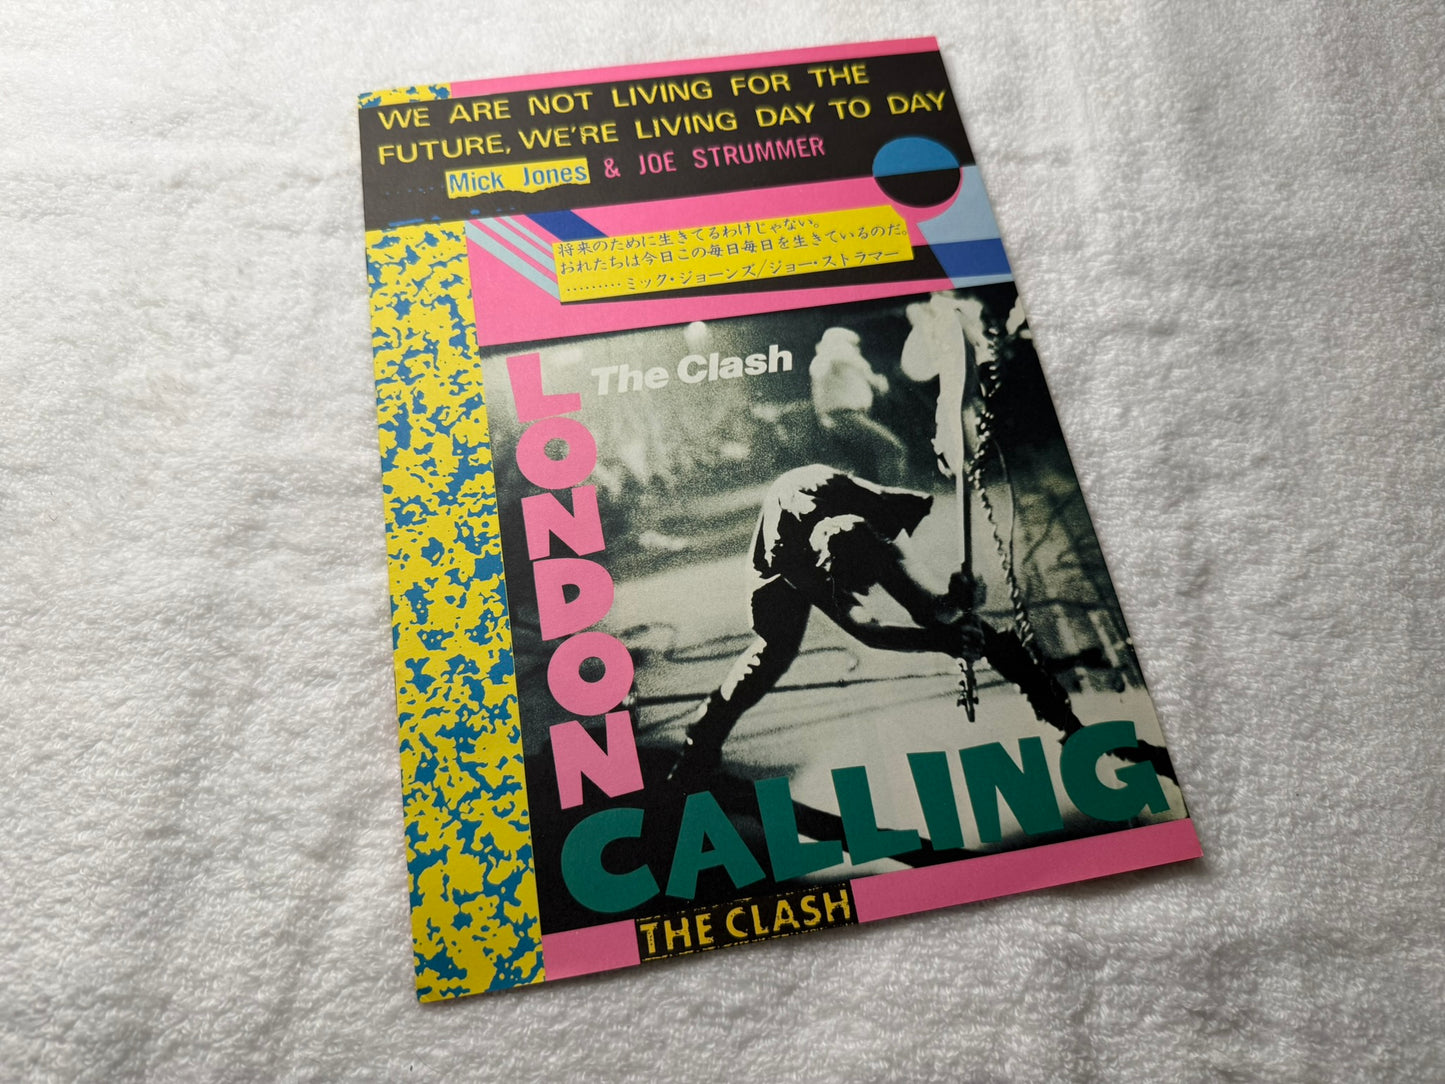 WE ARE NOT LIVING FOR THE
FUTURE, WE'RE LIVING DAY TO DAY
..... Mick Jones & JOE STRUMMER
将来のために生きてるわけじゃない。
おれたちは今日この毎日毎日を生きているのだ。
………ミック・ジョーンズ/ジョー・ストラマー
The Clash
LONDON
CALLING
THE CLASH